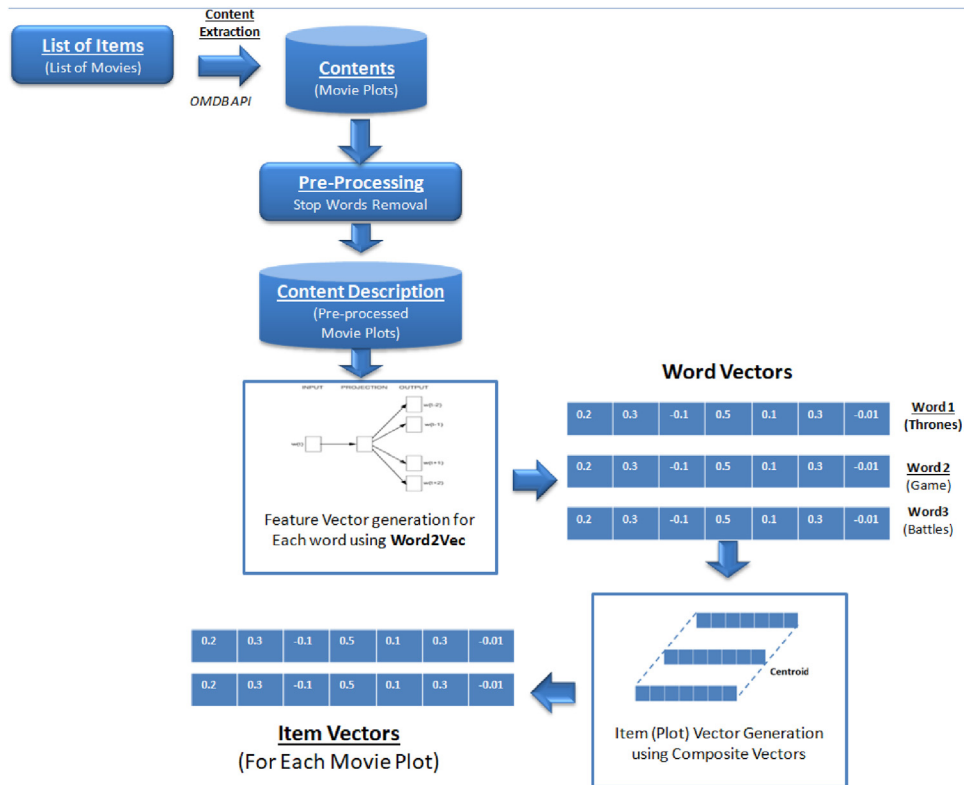 Content
Extraction
List of Items
(List of Movies)
OMDB API
Contents
(Movie Plots)
Pre-Processing
Stop Words Removal
Content Description
(Pre-processed
Movie Plots)
INPUT PROJECTION OUTPUT
w(t)
w(t-2)
w(t-1)
w(t+1)
w(t+2)
Feature Vector generation for
Each word using Word2Vec
Word Vectors
0.2 0.3 -0.1 0.5 0.1 0.3 -0.01
Word 1
(Thrones)
0.2 0.3 -0.1 0.5 0.1 0.3 -0.01
Word 2
(Game)
0.2 0.3 -0.1 0.5 0.1 0.3 -0.01
Word3
(Battles)
Centroid
Item (Plot) Vector Generation
using Composite Vectors
0.2 0.3 -0.1 0.5 0.1 0.3 -0.01
0.2 0.3 -0.1 0.5 0.1 0.3 -0.01
Item Vectors
(For Each Movie Plot)